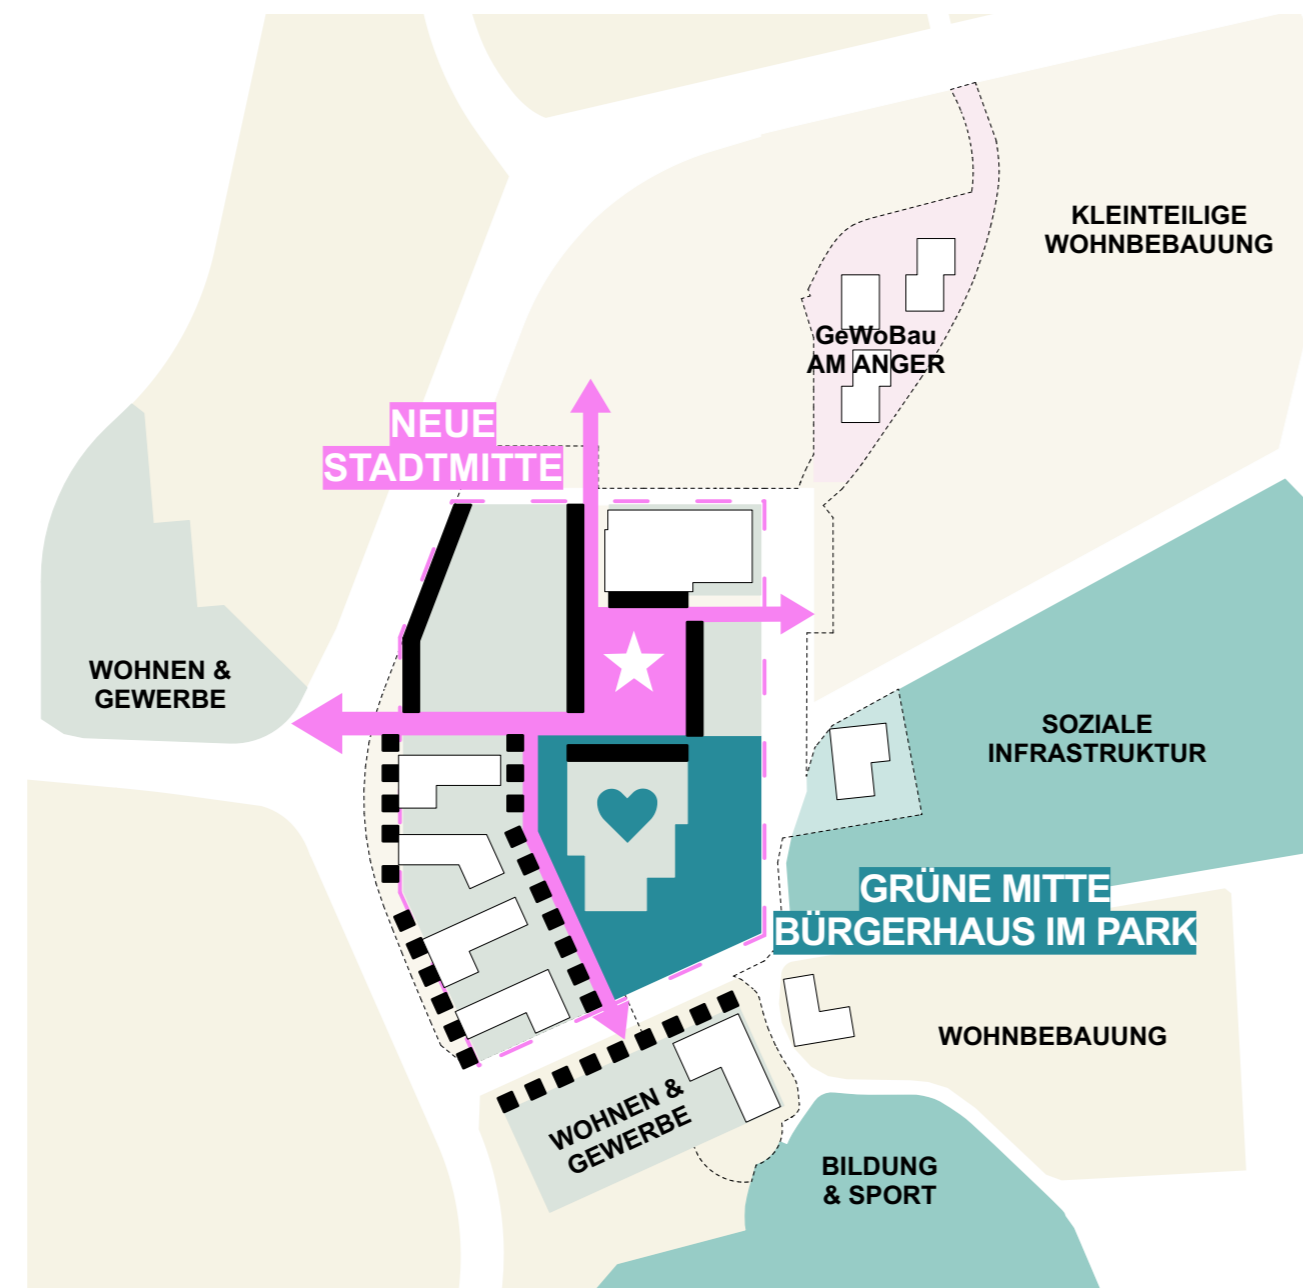 KLEINTEILIGE
WOHNBEBAUUNG
GeWoBau
AM ANGER
NEUE
STADTMITTE
WOHNEN &
GEWERBE
SOZIALE
INFRASTRUKTUR
GRÜNE MITTE
BÜRGERHAUS IM PARK
WOHNBEBAUUNG
WOHNEN &
GEWERBE
BILDUNG
& SPORT